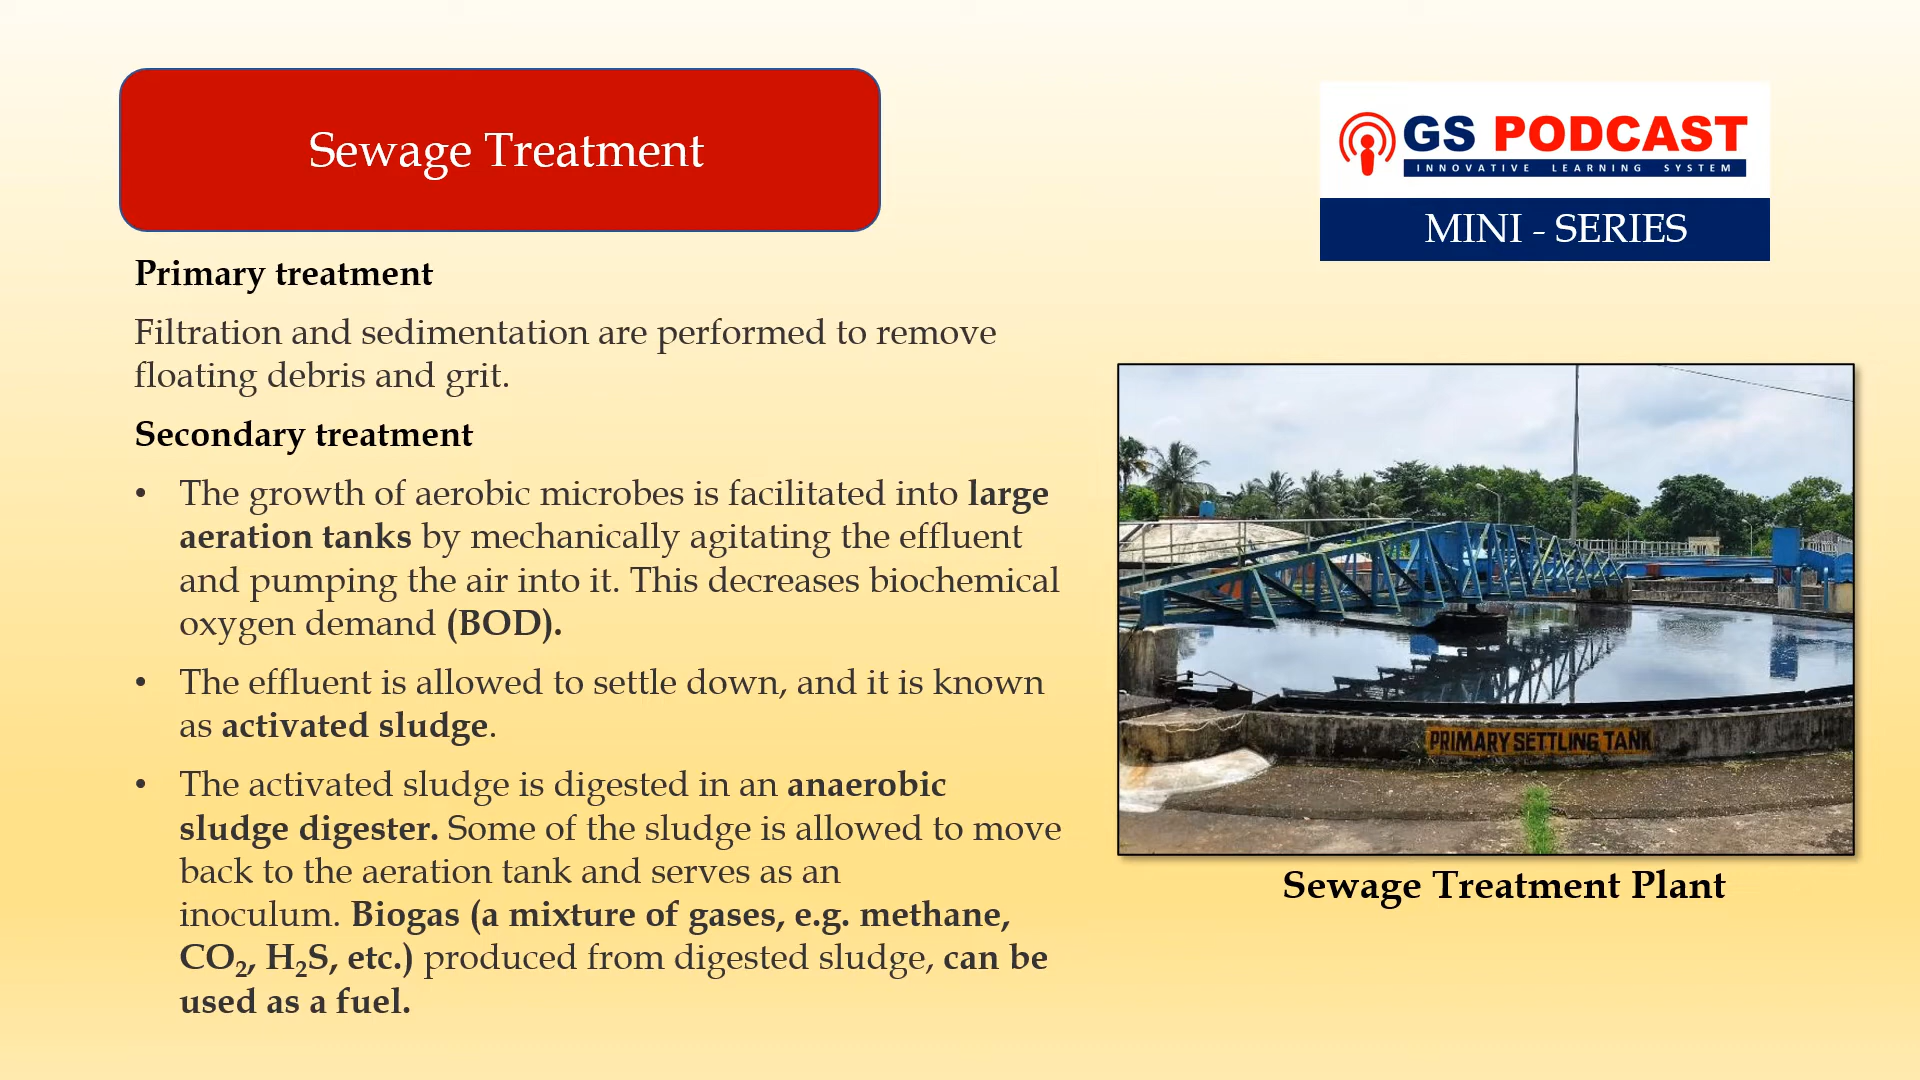 Sewage Treatment
GS PODCAST
INNOVATIVE LEARNING SYSTEM
MINI - SERIES
Primary treatment
Filtration and sedimentation are performed to remove
floating debris and grit.
Secondary treatment
• The growth of aerobic microbes is facilitated into large
aeration tanks by mechanically agitating the effluent
and pumping the air into it. This decreases biochemical
oxygen demand (BOD).
• The effluent is allowed to settle down, and it is known
as activated sludge.
• The activated sludge is digested in an anaerobic
sludge digester. Some of the sludge is allowed to move
back to the aeration tank and serves as an
inoculum. Biogas (a mixture of gases, e.g. methane,
CO₂, H₂S, etc.) produced from digested sludge, can be
used as a fuel.
PRIMARY SETTLING TANK
Sewage Treatment Plant